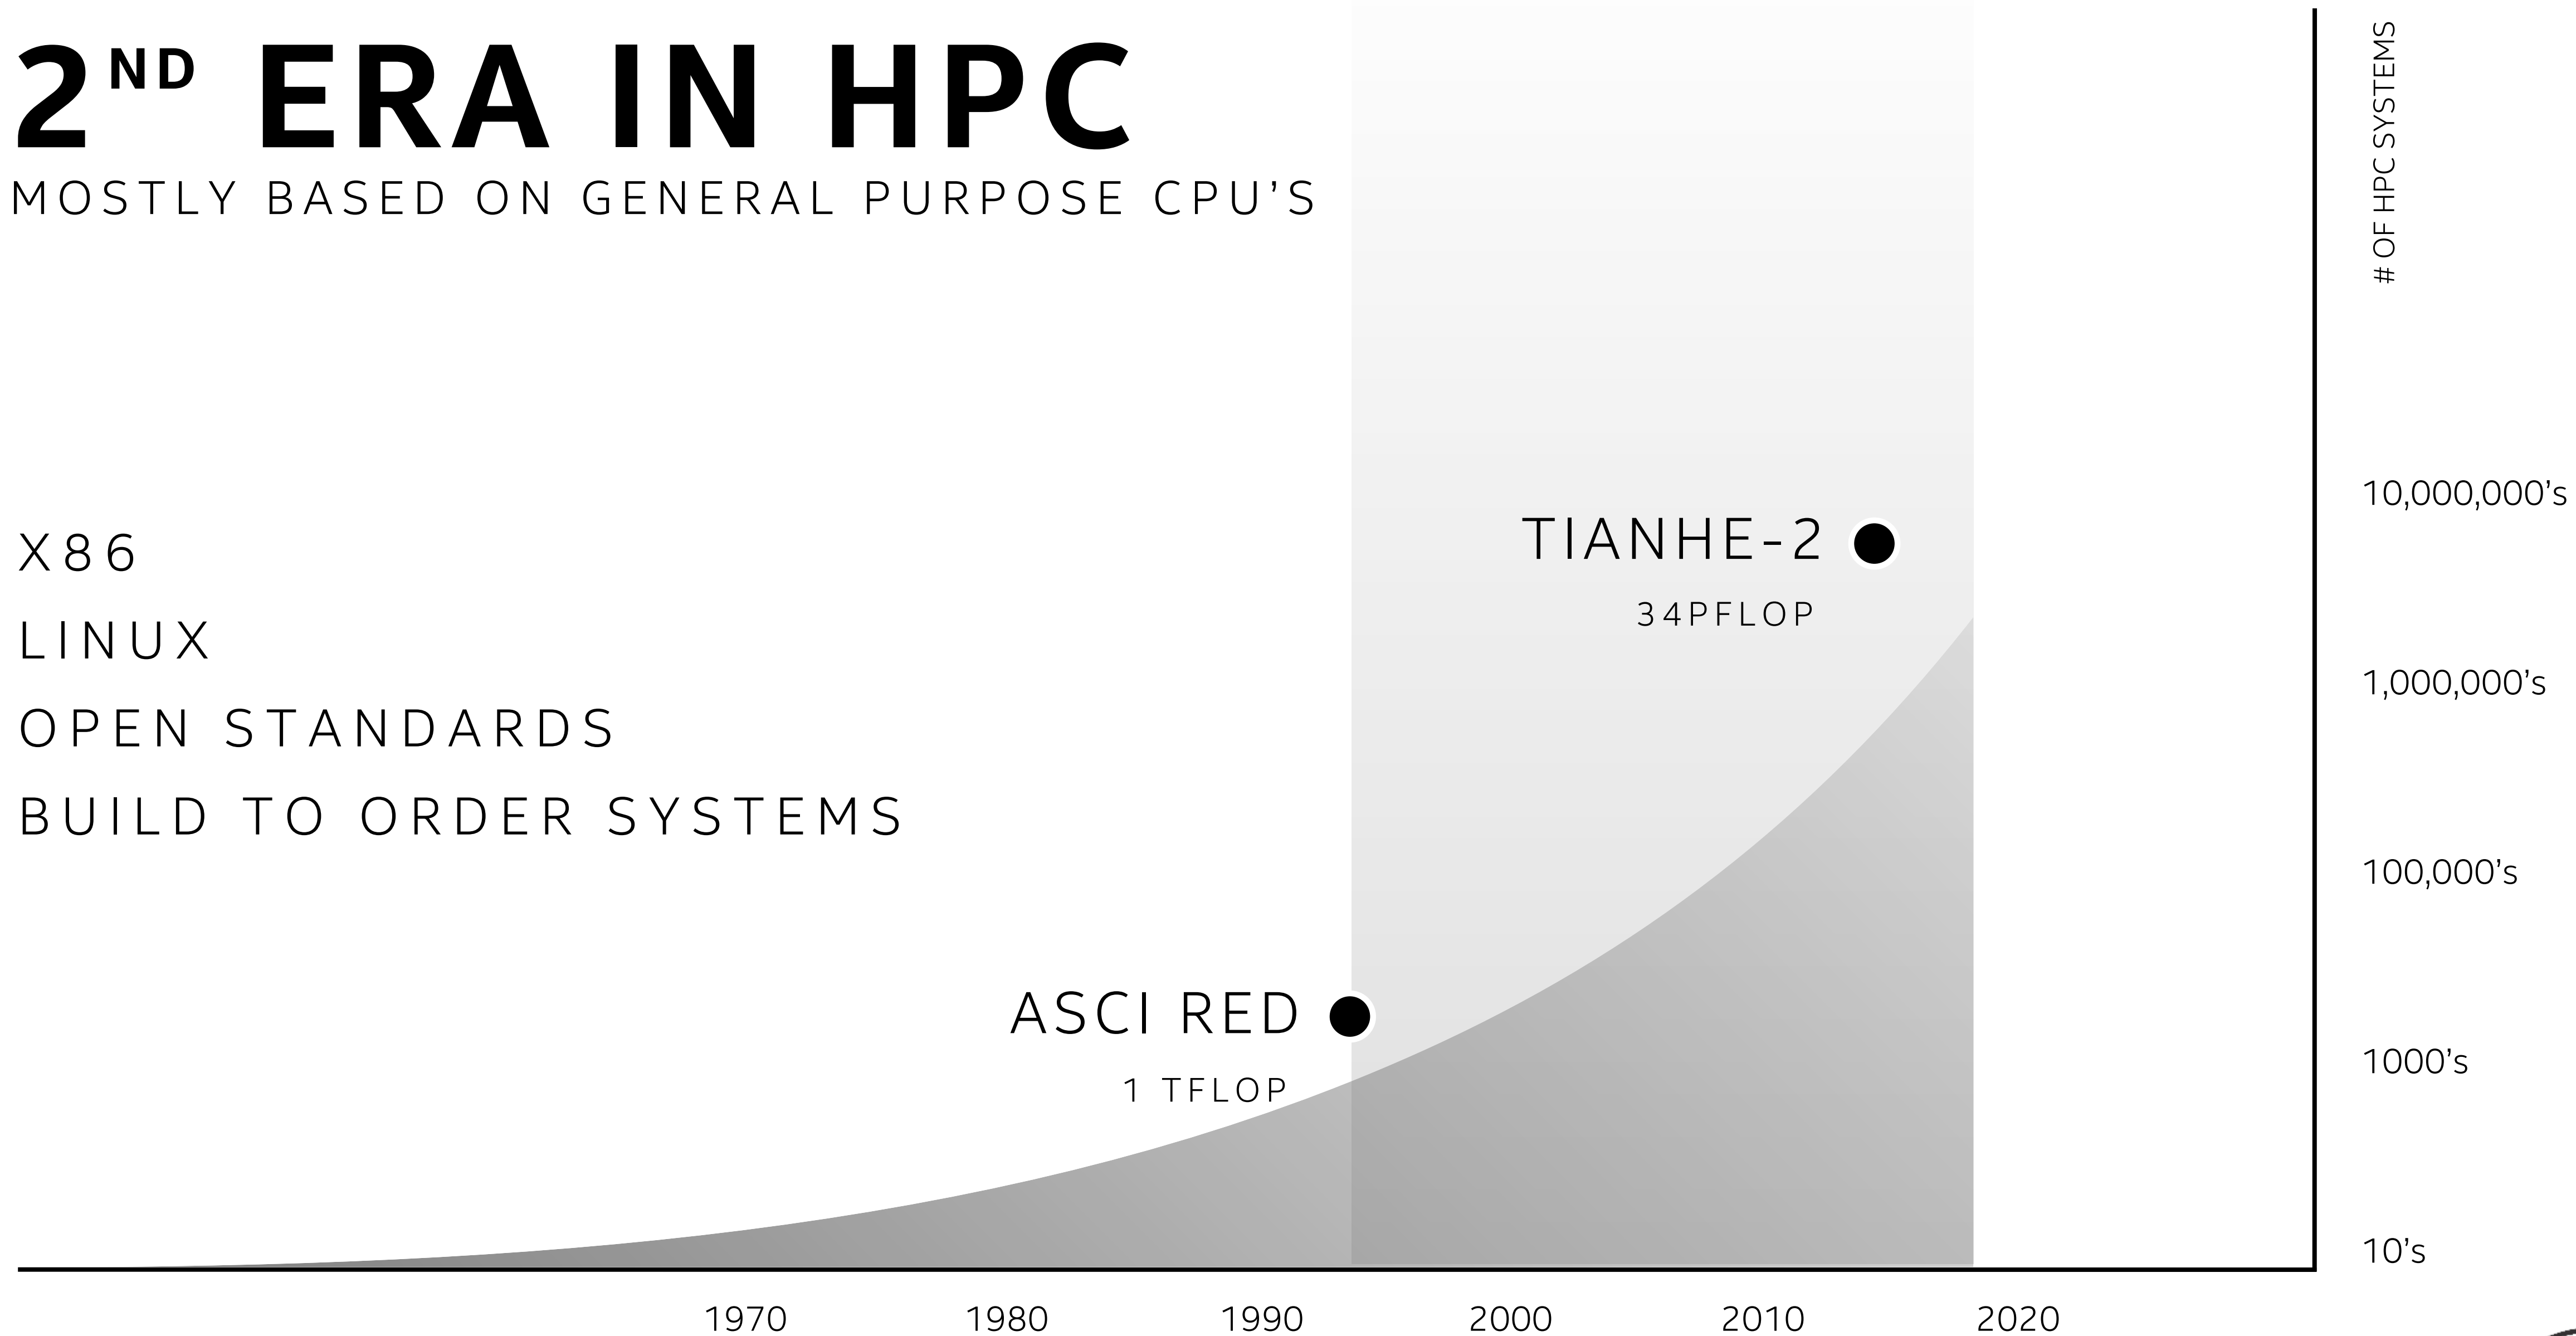 2ND ERA IN HPC
MOSTLY BASED ON GENERAL PURPOSE CPU’S
# OF HPC SYSTEMS
X86
LINUX
OPEN STANDARDS
BUILD TO ORDER SYSTEMS
TIANHE-2
34PFLOP
ASCI RED
1 TFLOP
10,000,000’s
1,000,000’s
100,000’s
1000’s
10’s
1970 1980 1990 2000 2010 2020